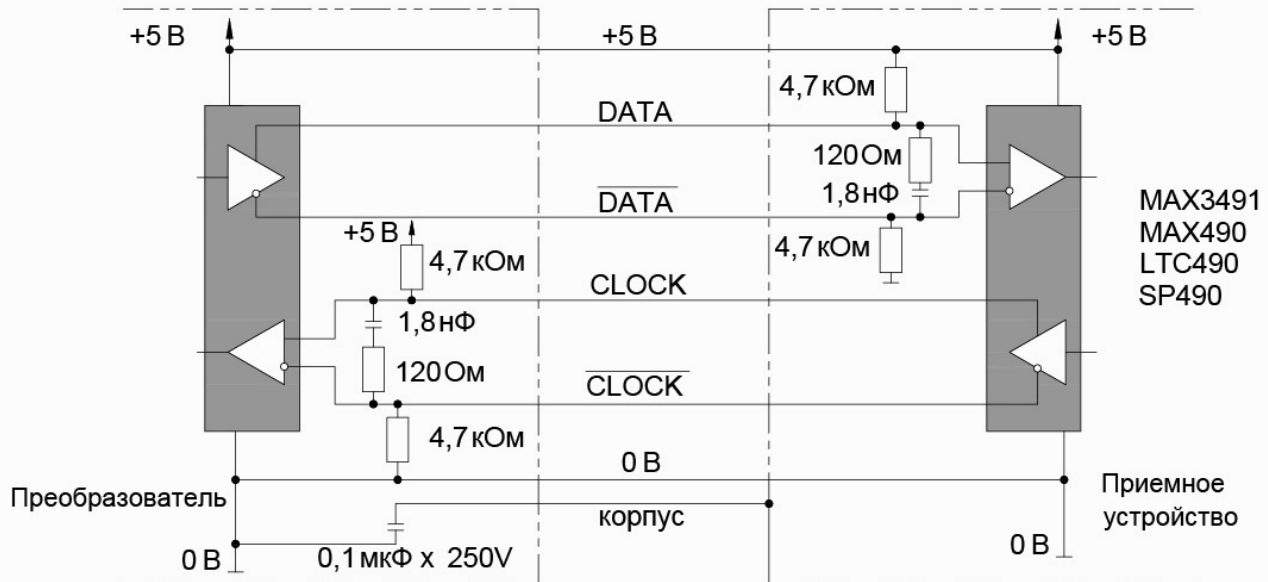 +5 В
+5 В
+5 В
4,7 кОм
DATA
120 Ом
1,8 нФ
DATA
+5 В
4,7 кОм
4,7 кОм
MAX3491
MAX490
LTC490
SP490
CLOCK
1,8 нФ
120 Ом
CLOCK
4,7 кОм
0 В
Преобразователь
Приемное
устройство
корпус
0 В
0,1 мкФ x 250V
0 В